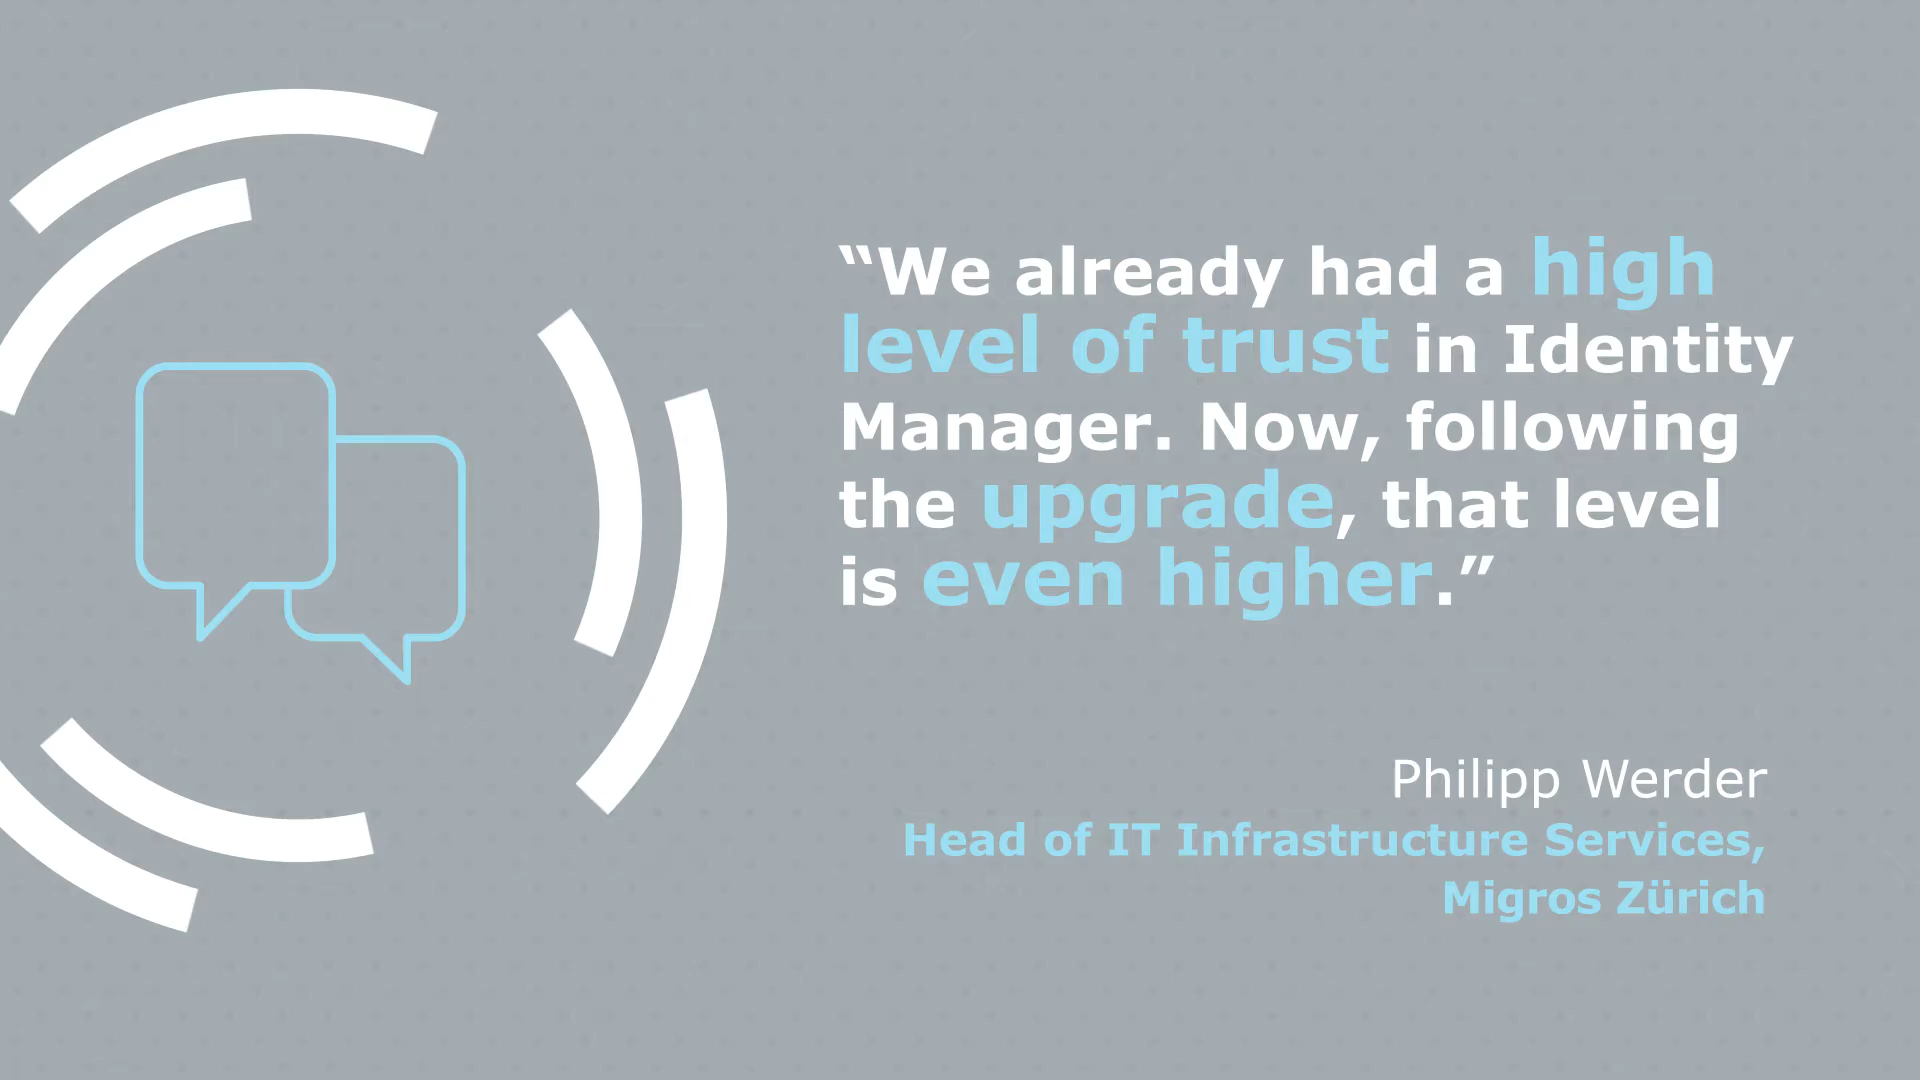 “We already had a high
level of trust in Identity
Manager. Now, following
the upgrade, that level
is even higher.”
Philipp Werder
Head of IT Infrastructure Services,
Migros Zürich